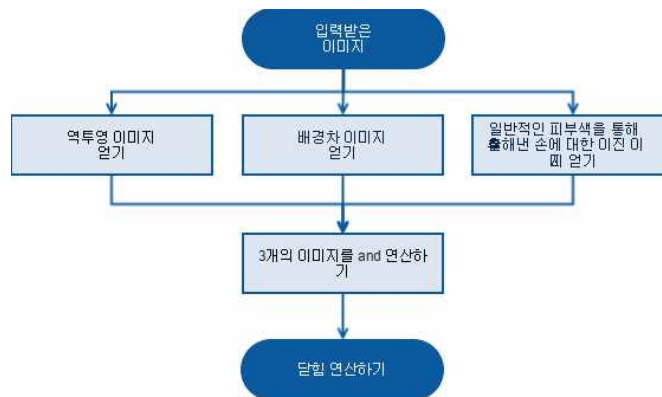 입력받은
이미지
역투영 이미지
얻기
배경차 이미지
얻기
일반적인 피부색을 통해
해낸 손에 대한 이진 이
얻기
3개의 이미지를 and 연산하
기
닫힘 연산하기